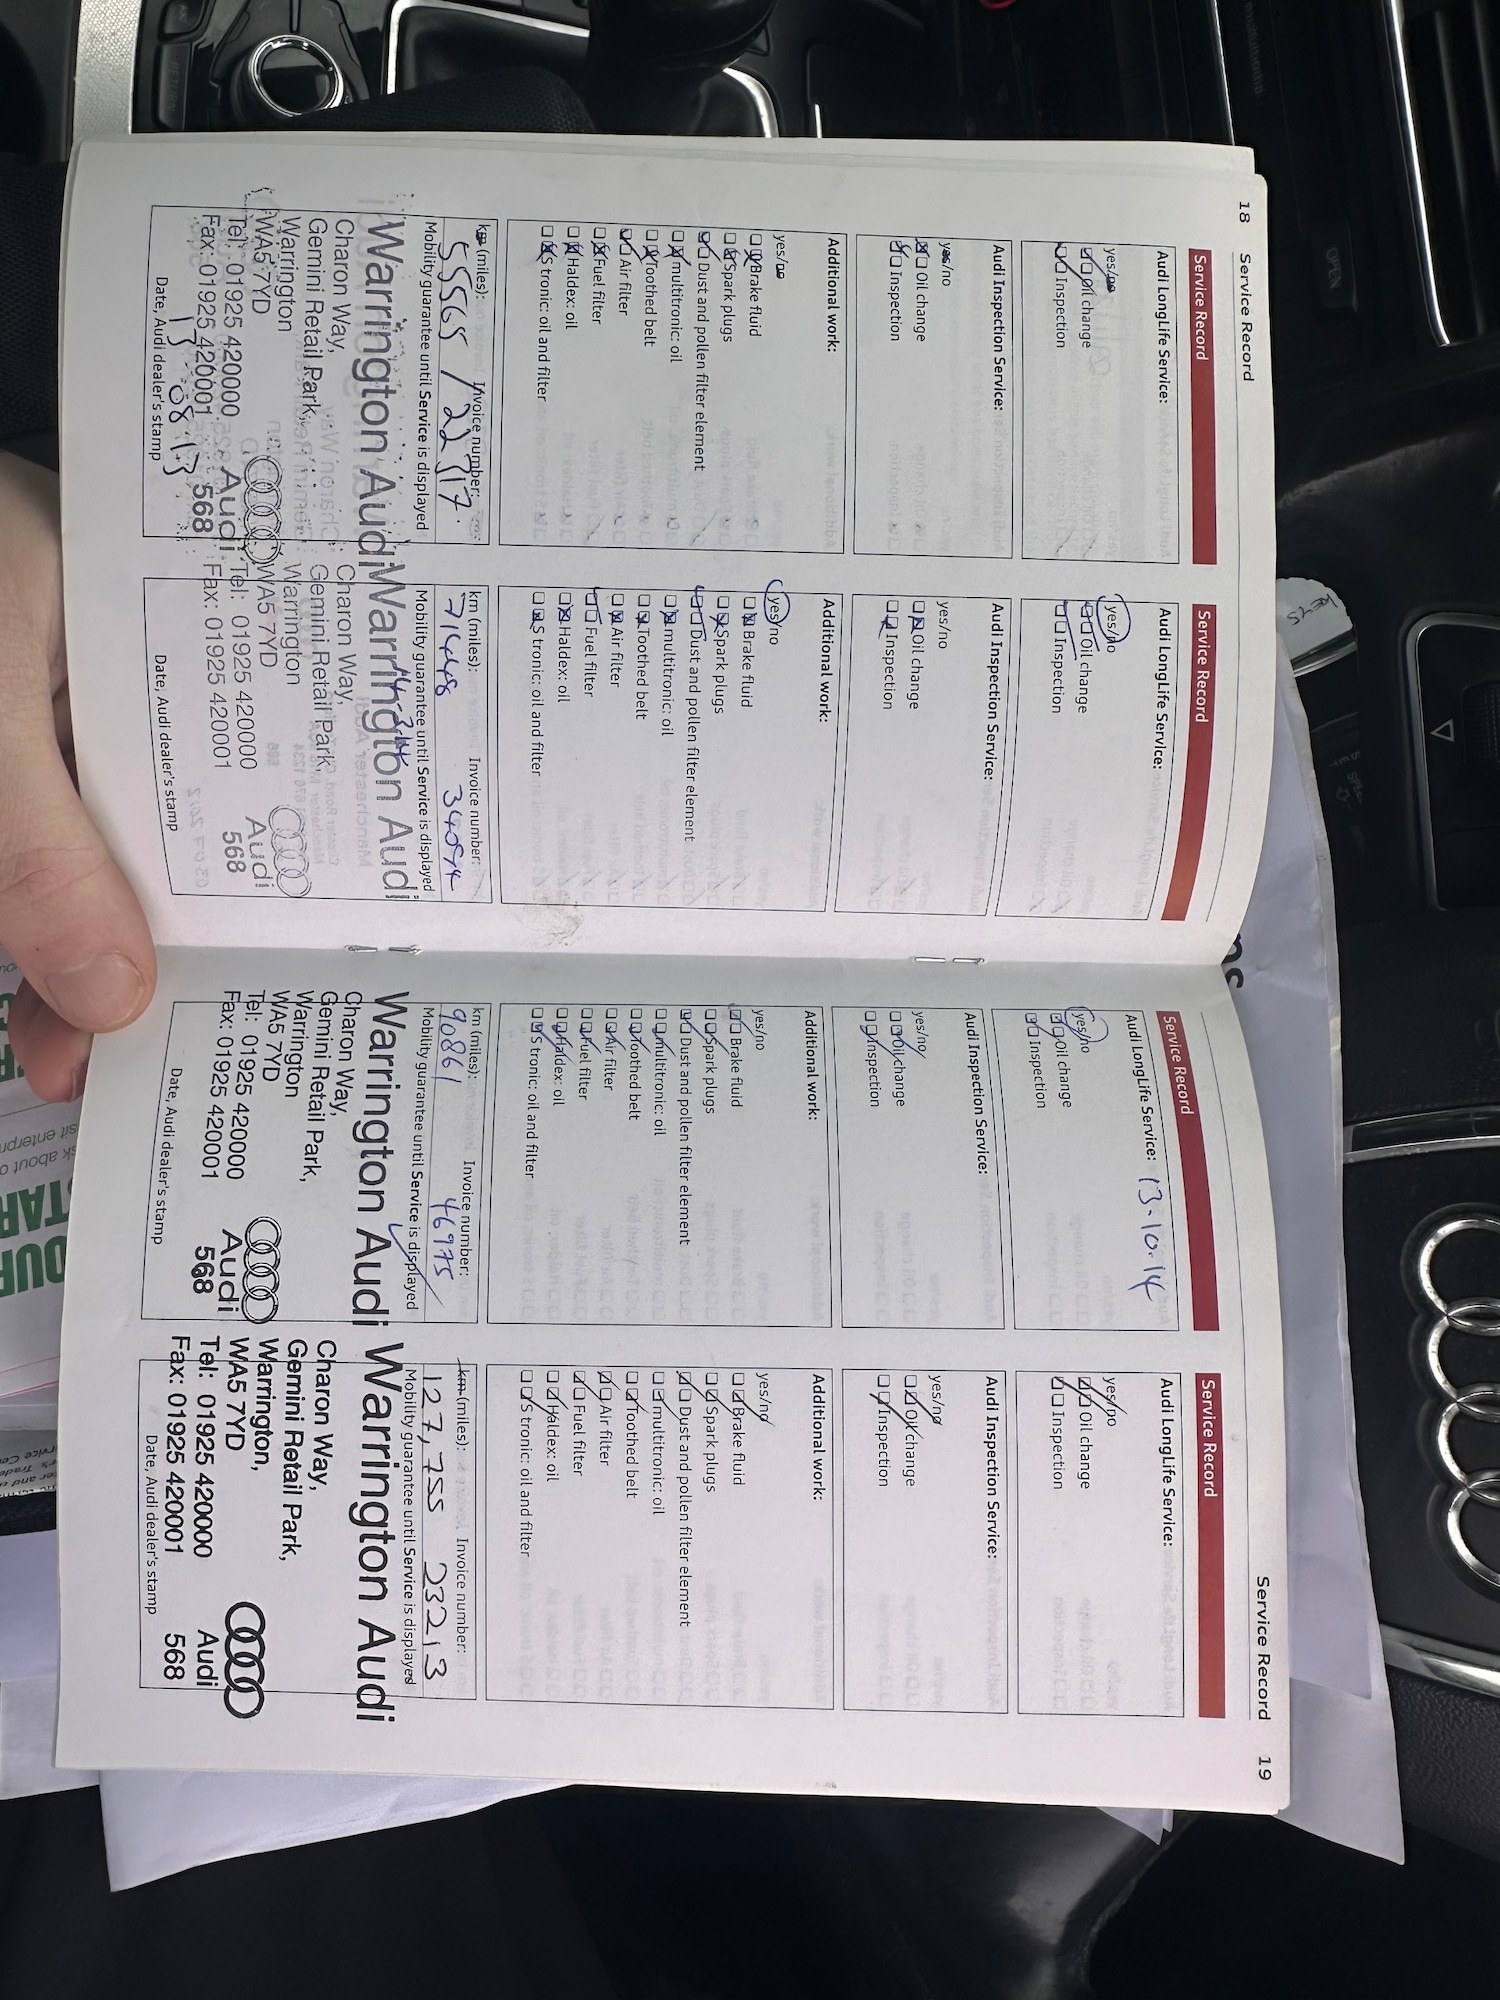 18 Service Record
Service Record
Audi LongLife Service:
yes/no
Oil change
Inspection
Audi Inspection Service:
yes/no
Oil change
Inspection
Additional work:
yes/no
Brake fluid
Spark plugs
Dust and pollen filter element
multitronic: oil
Toothed belt
Air filter
Fuel filter
Haldex: oil
S tronic: oil and filter
km (miles): Invoice number:
55565 / 22717.
Mobility guarantee until Service is displayed
Warrington Audi
Charon Way,
Gemini Retail Park,
Warrington
WA5 7YD
Tel: 01925 420000 Audi
Fax: 01925 420001 568
08.13
Date, Audi dealer's stamp
Service Record
Audi LongLife Service:
yes/no
Oil change
Inspection
Audi Inspection Service:
yes/no
Oil change
Inspection
Additional work:
yes/no
Brake fluid
Spark plugs
Dust and pollen filter element
multitronic: oil
Toothed belt
Air filter
Fuel filter
Haldex: oil
S tronic: oil and filter
km (miles): Invoice number:
71448
Mobility guarantee until Service is displayed
Warrington Audi
Charon Way,
Gemini Retail Park,
Warrington
WA5 7YD
Tel: 01925 420000 Audi
Fax: 01925 420001 568
Date, Audi dealer's stamp
Service Record 19
Service Record
Audi LongLife Service: 13.10.14
yes/no
Oil change
Inspection
Audi Inspection Service:
yes/no
Oil change
Inspection
Additional work:
yes/no
Brake fluid
Spark plugs
Dust and pollen filter element
multitronic: oil
Toothed belt
Air filter
Fuel filter
Haldex: oil
S tronic: oil and filter
km (miles): Invoice number:
90861 46975
Mobility guarantee until Service is displayed
Warrington Audi
Charon Way,
Gemini Retail Park,
Warrington
WA5 7YD
Tel: 01925 420000 Audi
Fax: 01925 420001 568
Date, Audi dealer's stamp
Service Record
Audi LongLife Service:
yes/no
Oil change
Inspection
Audi Inspection Service:
yes/no
Oil change
Inspection
Additional work:
yes/no
Brake fluid
Spark plugs
Dust and pollen filter element
multitronic: oil
Toothed belt
Air filter
Fuel filter
Haldex: oil
S tronic: oil and filter
km (miles): Invoice number:
127,755 23213
Mobility guarantee until Service is displayed
Warrington Audi
Charon Way,
Gemini Retail Park,
Warrington,
WA5 7YD
Tel: 01925 420000 Audi
Fax: 01925 420001 568
Date, Audi dealer's stamp
OPEN
KEYS